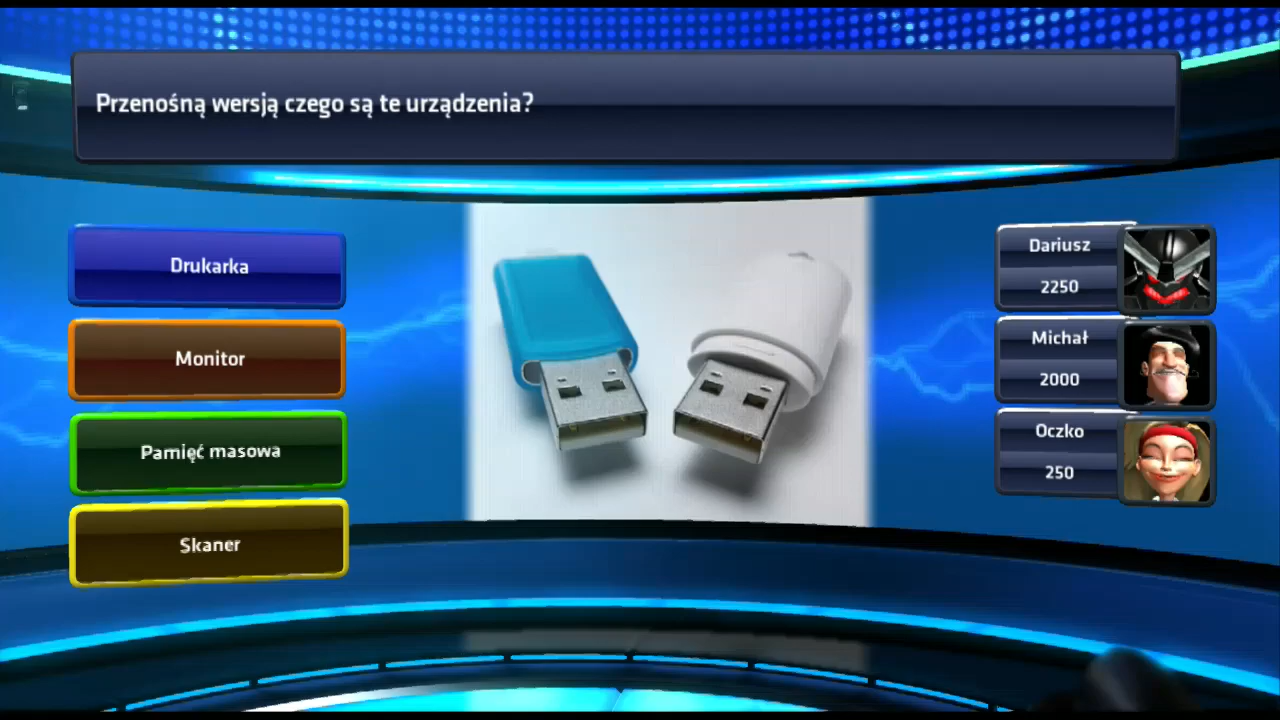 Przenośną wersją czego są te urządzenia?
Drukarka
Monitor
Pamięć masowa
Skaner
Dariusz
2250
Michał
2000
Oczko
250